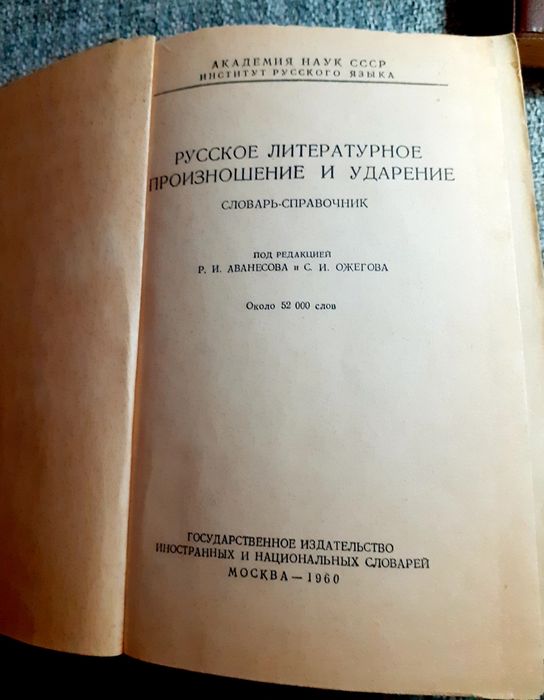 АКАДЕМИЯ НАУК СССР
ИНСТИТУТ РУССКОГО ЯЗЫКА
РУССКОЕ ЛИТЕРАТУРНОЕ
ПРОИЗНОШЕНИЕ И УДАРЕНИЕ
СЛОВАРЬ-СПРАВОЧНИК
ПОД РЕДАКЦИЕЙ
Р. И. АВАНЕСОВА и С. И. ОЖЕГОВА
Около 52 000 слов
ГОСУДАРСТВЕННОЕ ИЗДАТЕЛЬСТВО
ИНОСТРАННЫХ И НАЦИОНАЛЬНЫХ СЛОВАРЕЙ
МОСКВА — 1960